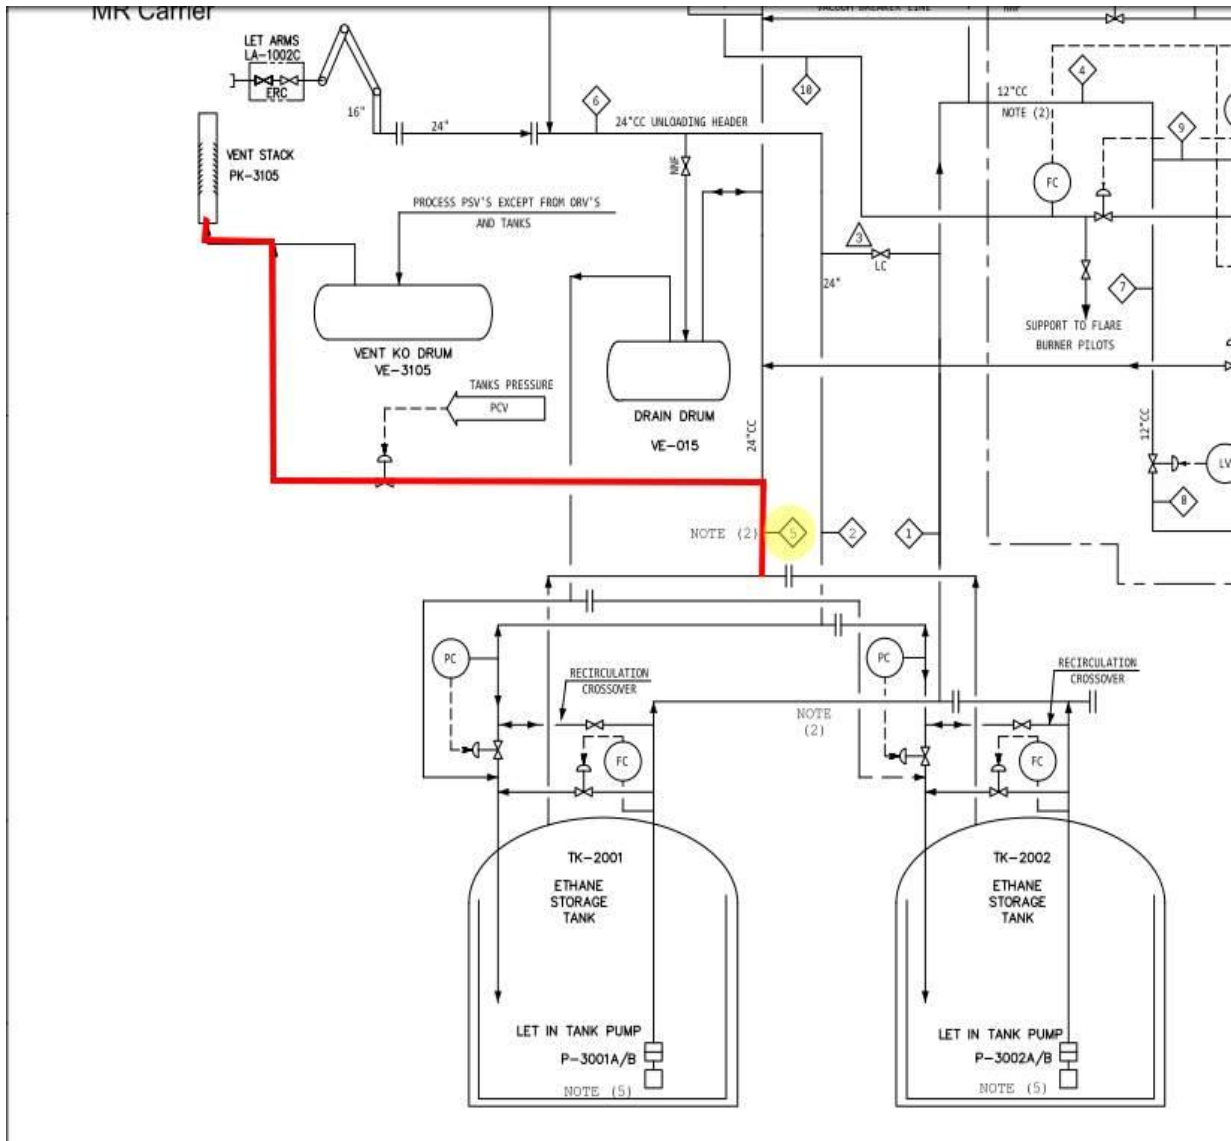 MR Carrier
VACUUM BREAKER LINE
LET ARMS
LA-1002C
ERC
16"
24"
6
24"CC UNLOADING HEADER
10
4
12"CC
NOTE (2)
9
VENT STACK
PK-3105
NNF
FC
PROCESS PSV'S EXCEPT FROM ORV'S
AND TANKS
3
LC
24"
7
SUPPORT TO FLARE
BURNER PILOTS
VENT KO DRUM
VE-3105
TANKS PRESSURE
PCV
DRAIN DRUM
VE-015
24"CC
12"CC
LV
8
NOTE (2)
5
2
1
PC
RECIRCULATION
CROSSOVER
PC
RECIRCULATION
CROSSOVER
NOTE
(2)
FC
FC
TK-2001
ETHANE
STORAGE
TANK
TK-2002
ETHANE
STORAGE
TANK
LET IN TANK PUMP
P-3001A/B
NOTE (5)
LET IN TANK PUMP
P-3002A/B
NOTE (5)